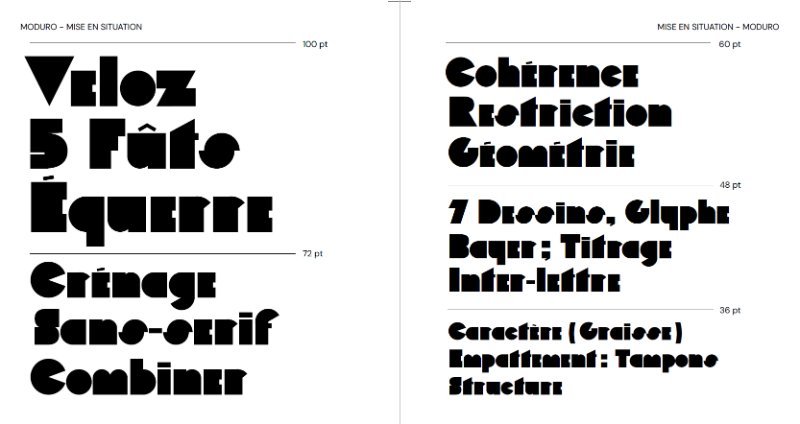 MODURO - MISE EN SITUATION
100 pt
Veloz
5 Fûts
Équerre
72 pt
Crénage
Sans-serif
Combiner
MISE EN SITUATION - MODURO
60 pt
Cohérence
Restriction
Géométrie
48 pt
7 Dessins, Glyphe
Bayer ; Titrage
Inter-lettre
36 pt
Caractère ( Graisse )
Empattement : Tampons
Structure